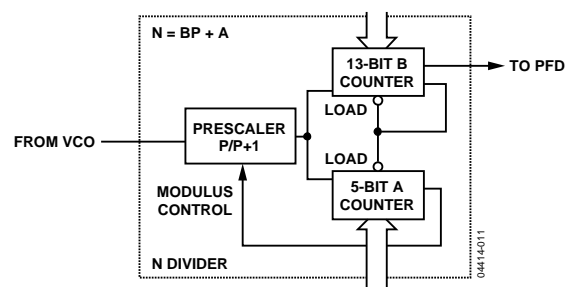 N = BP + A
13-BIT B
COUNTER
TO PFD
LOAD
FROM VCO
PRESCALER
P/P+1
LOAD
MODULUS
CONTROL
5-BIT A
COUNTER
N DIVIDER
04414-011